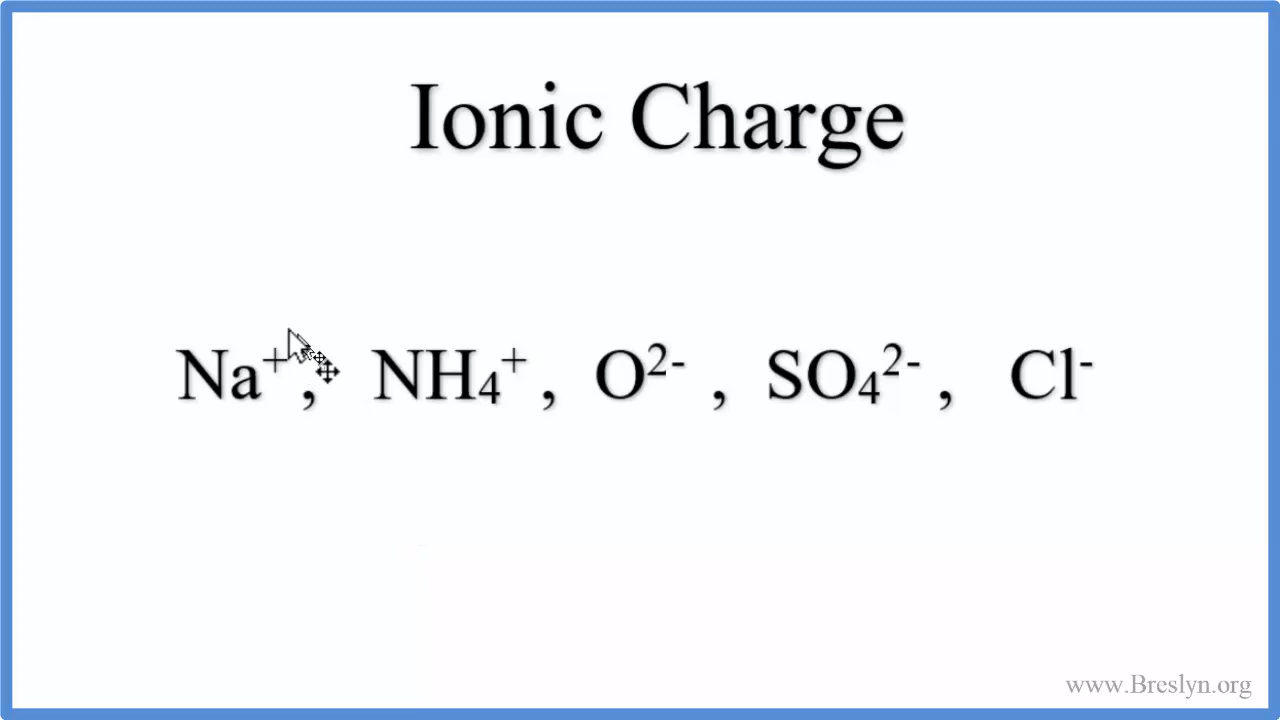 Ionic Charge
Na⁺, NH₄⁺ , O²⁻ , SO₄²⁻ , Cl⁻
www.Breslyn.org